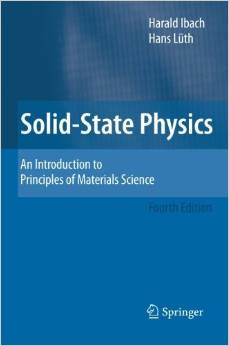 Harald Ibach
Hans Lüth
Solid-State Physics
An Introduction to
Principles of Materials Science
Fourth Edition
Springer